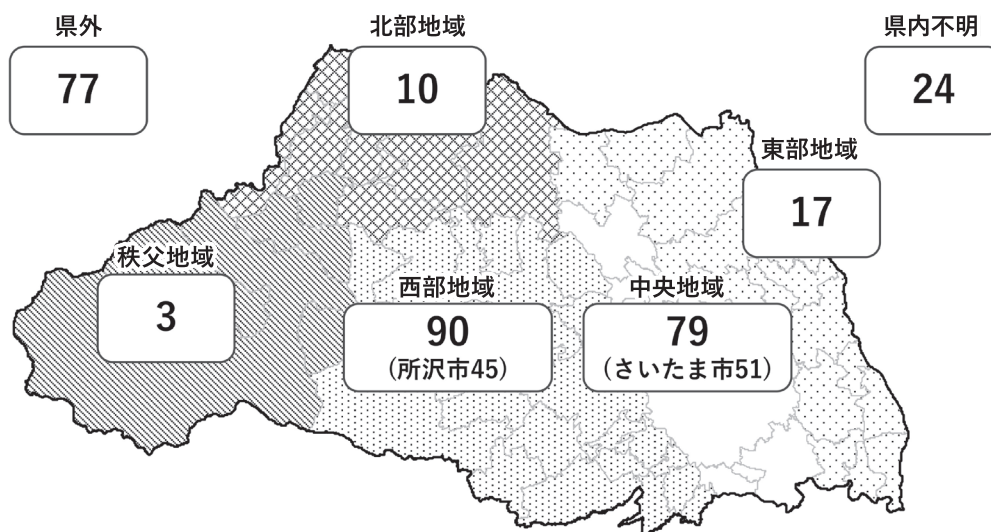 県外
77
北部地域
10
県内不明
24
東部地域
17
秩父地域
3
西部地域
90
(所沢市45)
中央地域
79
(さいたま市51)